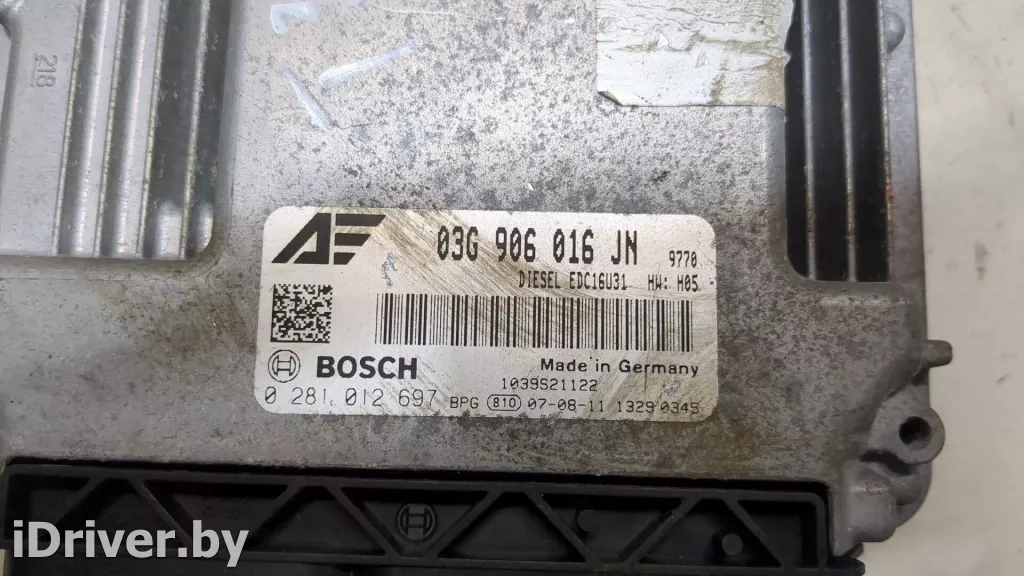 218
AE
03G 906 016 JN 9770
DIESEL EDC16U31 HW: H05 -
BOSCH
Made in Germany
1039S21122
0 281 012 697 BPG 810 07-08-11 1329 0345
iDriver.by